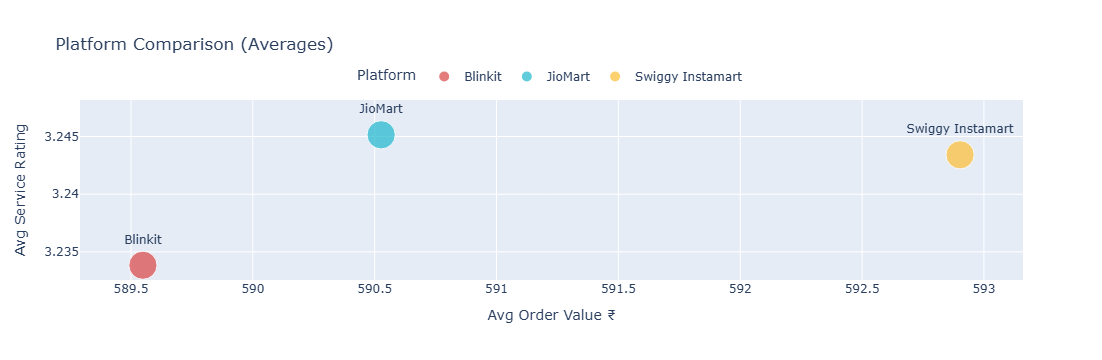 Platform Comparison (Averages)
Platform Blinkit JioMart Swiggy Instamart
JioMart
Swiggy Instamart
Blinkit
3.245
3.24
3.235
Avg Service Rating
589.5 590 590.5 591 591.5 592 592.5 593
Avg Order Value ₹